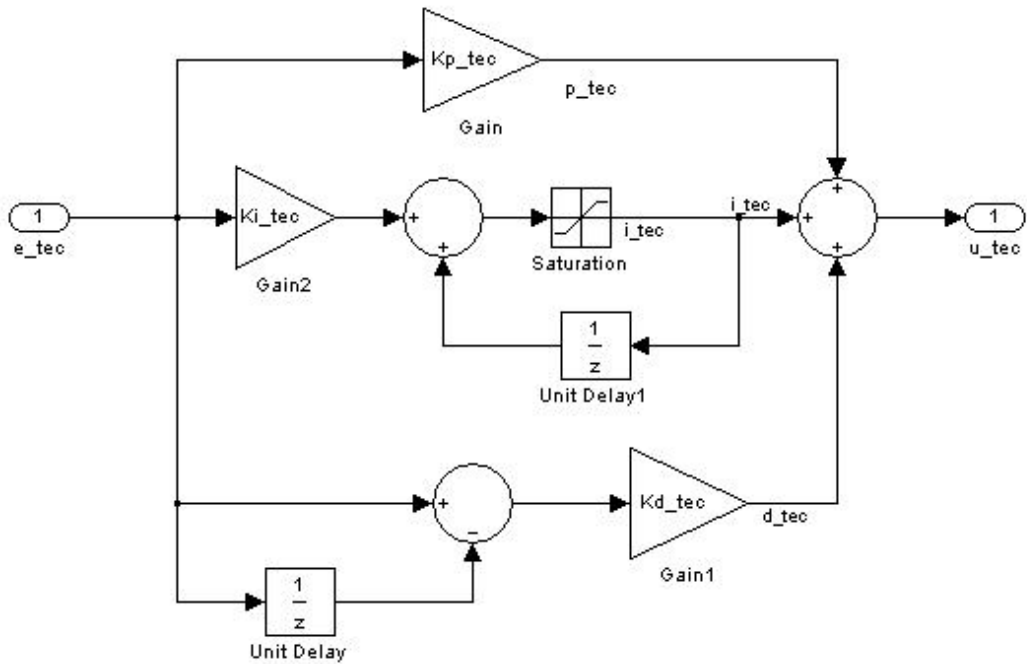 Kp_tec
p_tec
Gain
+
1
e_tec
Ki_tec
Gain2
+
+
Saturation
i_tec
i_tec
+
+
+
1
u_tec
1
z
Unit Delay1
+
−
Kd_tec
d_tec
Gain1
1
z
Unit Delay